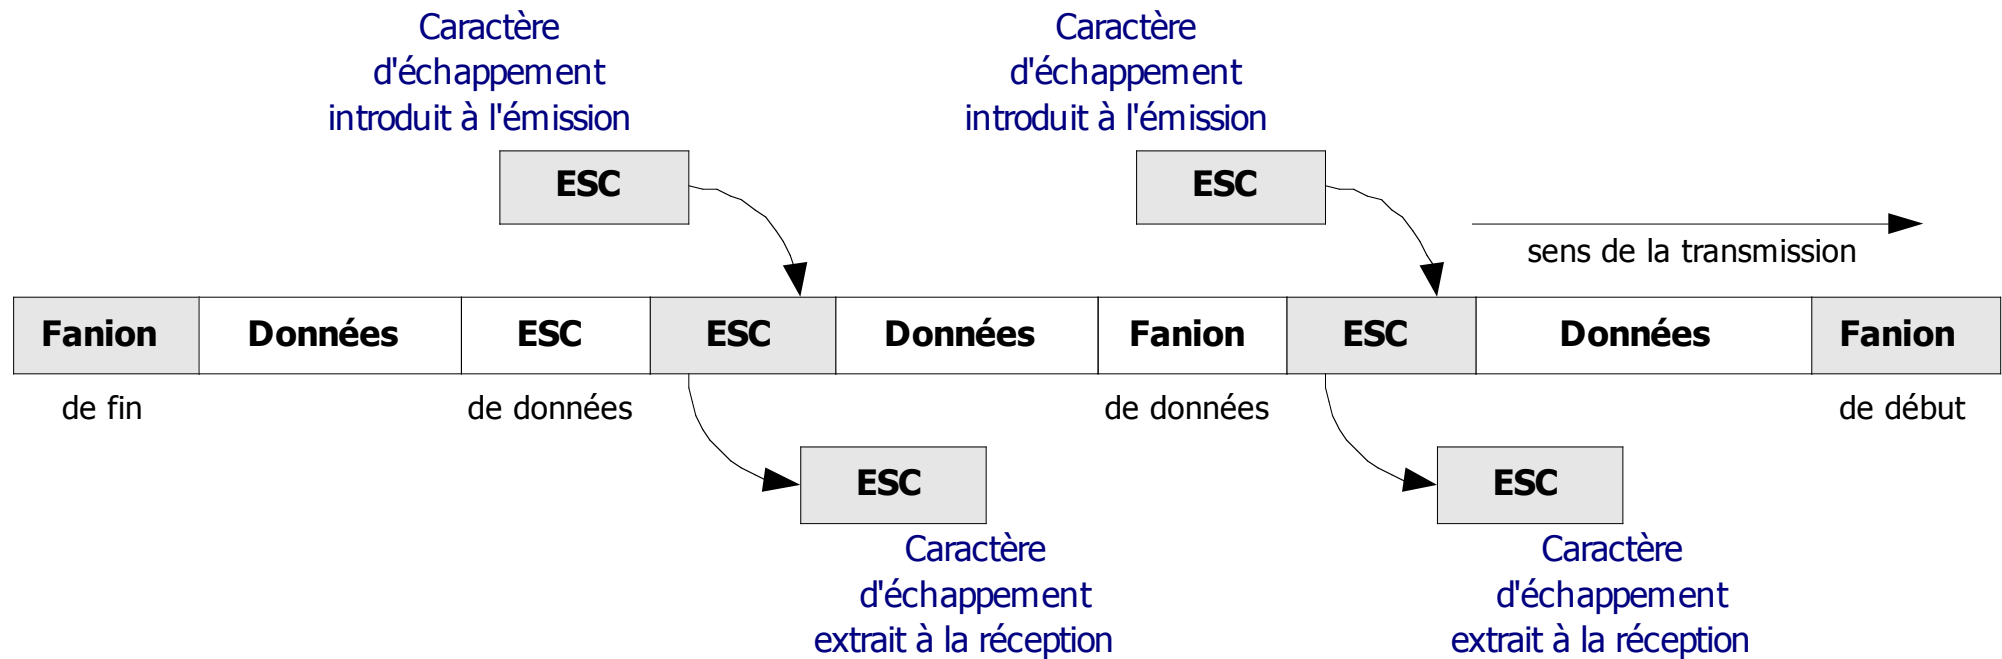 Caractère
d'échappement
introduit à l'émission
Caractère
d'échappement
introduit à l'émission
ESC
ESC
sens de la transmission
Fanion Données ESC ESC Données Fanion ESC Données Fanion
de fin de données de données de début
ESC
ESC
Caractère
d'échappement
extrait à la réception
Caractère
d'échappement
extrait à la réception